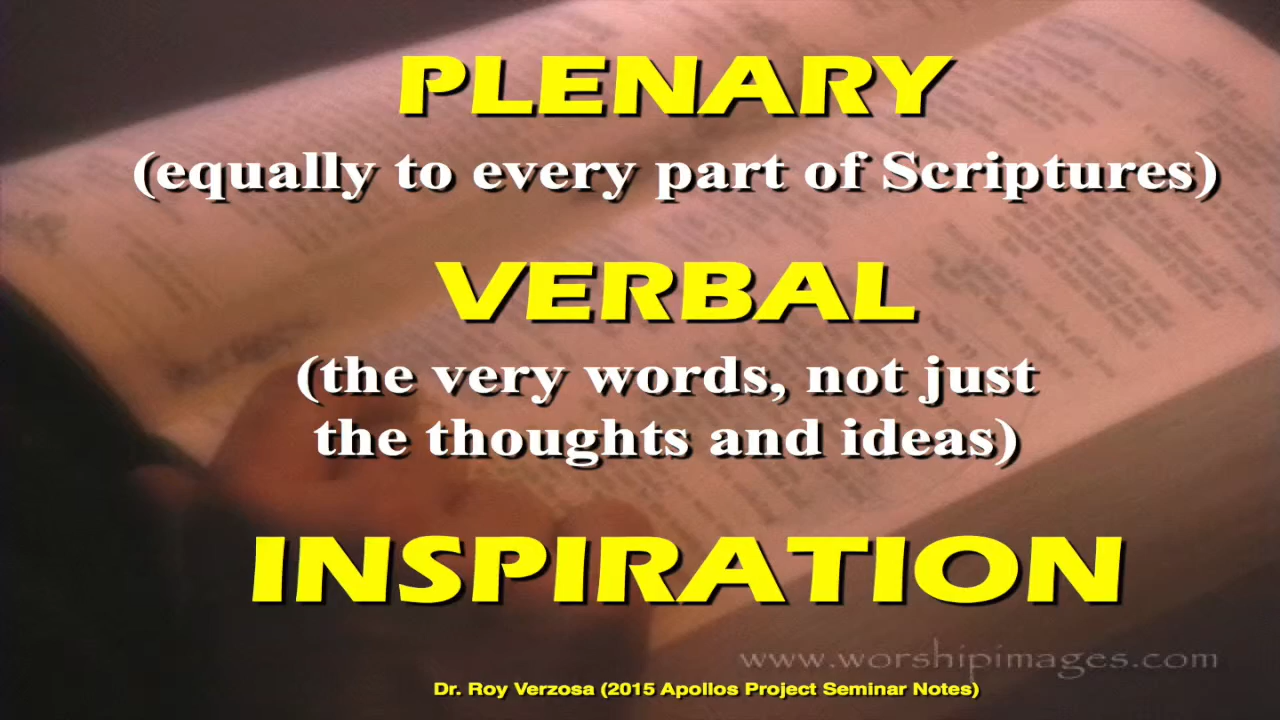 PLENARY
(equally to every part of Scriptures)
VERBAL
(the very words, not just
the thoughts and ideas)
INSPIRATION
www.worshipimages.com
Dr. Roy Verzosa (2015 Apollos Project Seminar Notes)